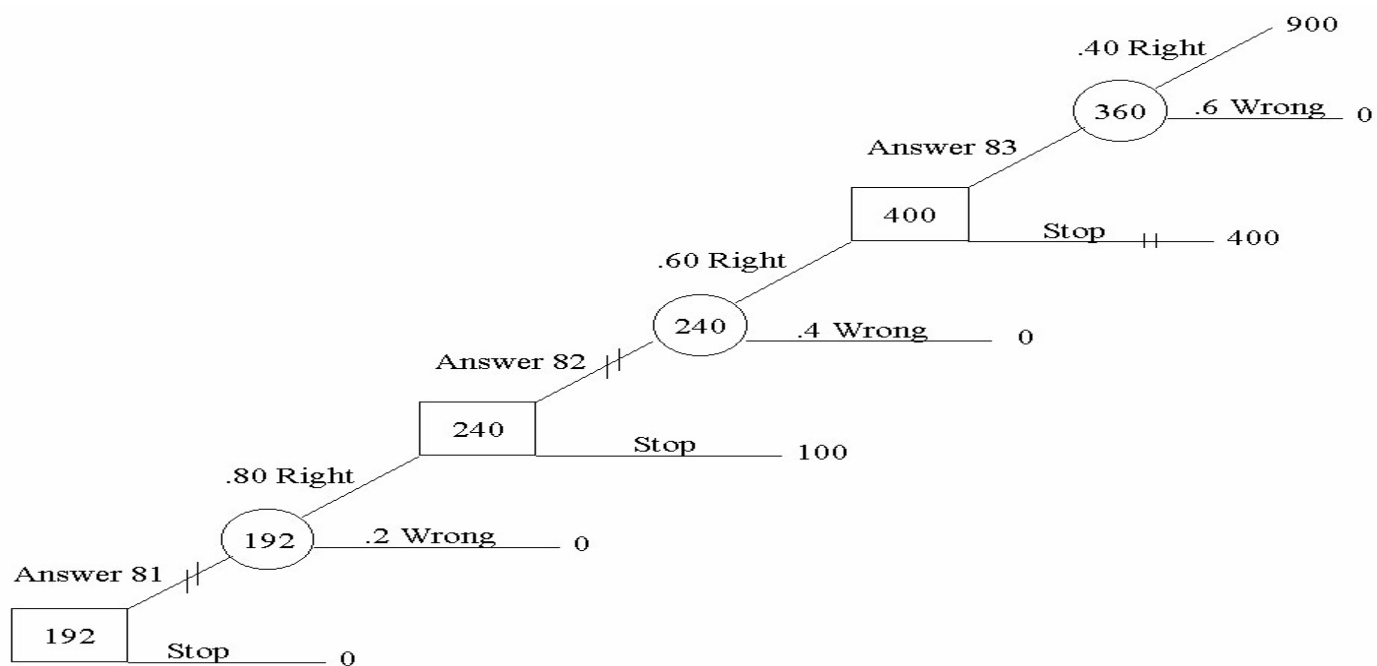 900
.40 Right
360
.6 Wrong
0
Answer 83
400
Stop
400
.60 Right
240
.4 Wrong
0
Answer 82
240
Stop
100
.80 Right
192
.2 Wrong
0
Answer 81
192
Stop
0